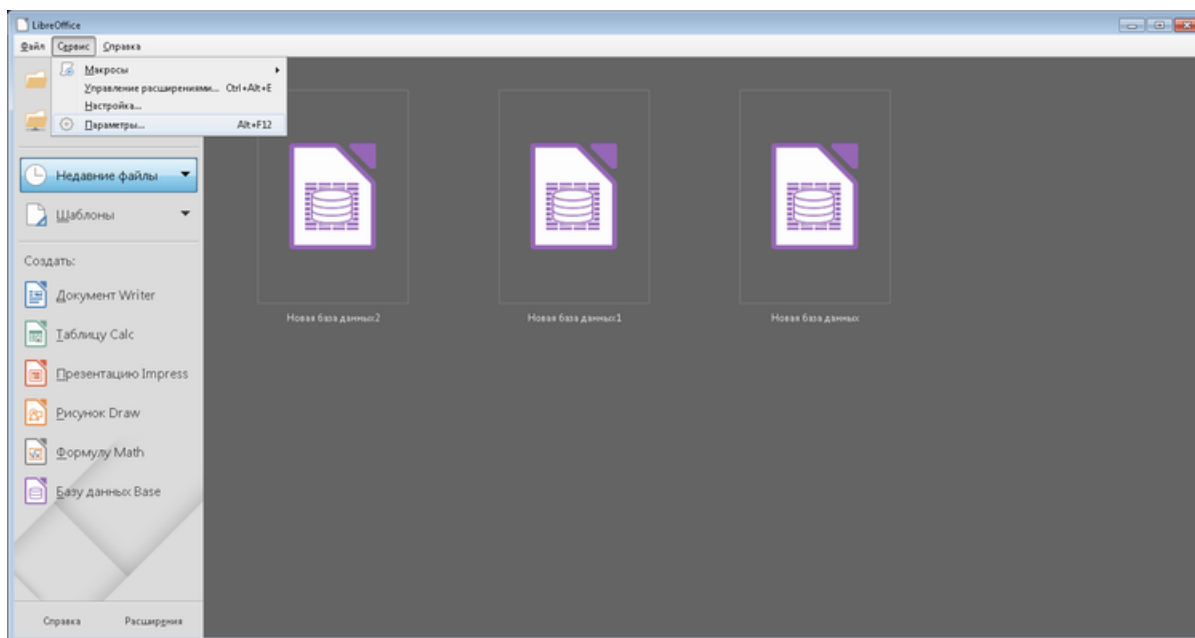 LibreOffice
Файл Сервис Справка
Макросы
Управление расширениями... Ctrl+Alt+E
Настройка...
Параметры... Alt+F12
Недавние файлы
Шаблоны
Создать:
Документ Writer
Таблицу Calc
Презентацию Impress
Рисунок Draw
Формулу Math
Базу данных Base
Справка Расширения
Новая база данных2 Новая база данных1 Новая база данных